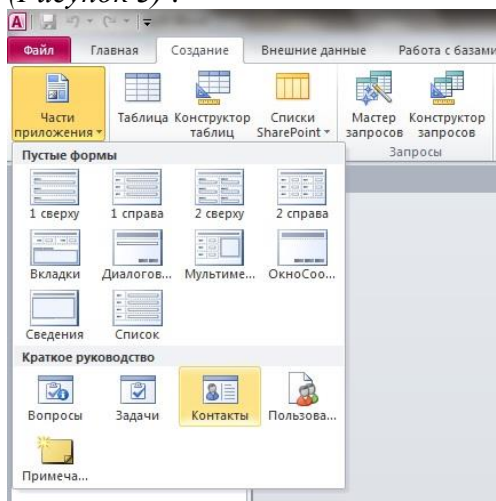 (Рисунок 3) .
A
Файл Главная Создание Внешние данные Работа с базами
Части приложения Таблица Конструктор таблиц Списки SharePoint Мастер запросов Конструктор запросов
Запросы
Пустые формы
1 сверху 1 справа 2 сверху 2 справа
Вкладки Диалогов... Мультиме... ОкноСоо...
Сведения Список
Краткое руководство
Вопросы Задачи Контакты Пользова...
Примеча...